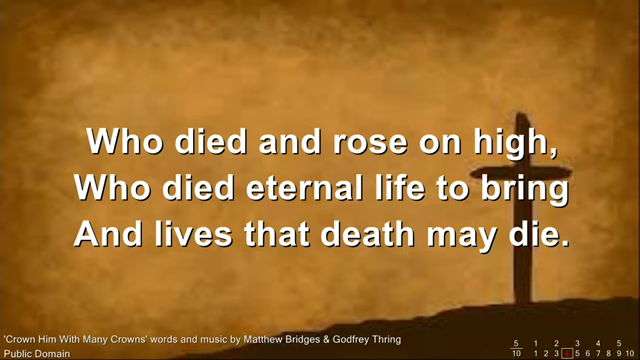 Who died and rose on high,
Who died eternal life to bring
And lives that death may die.
'Crown Him With Many Crowns' words and music by Matthew Bridges & Godfrey Thring
Public Domain
5 1 2 3 4 5
10 1 2 3 4 5 6 7 8 9 10